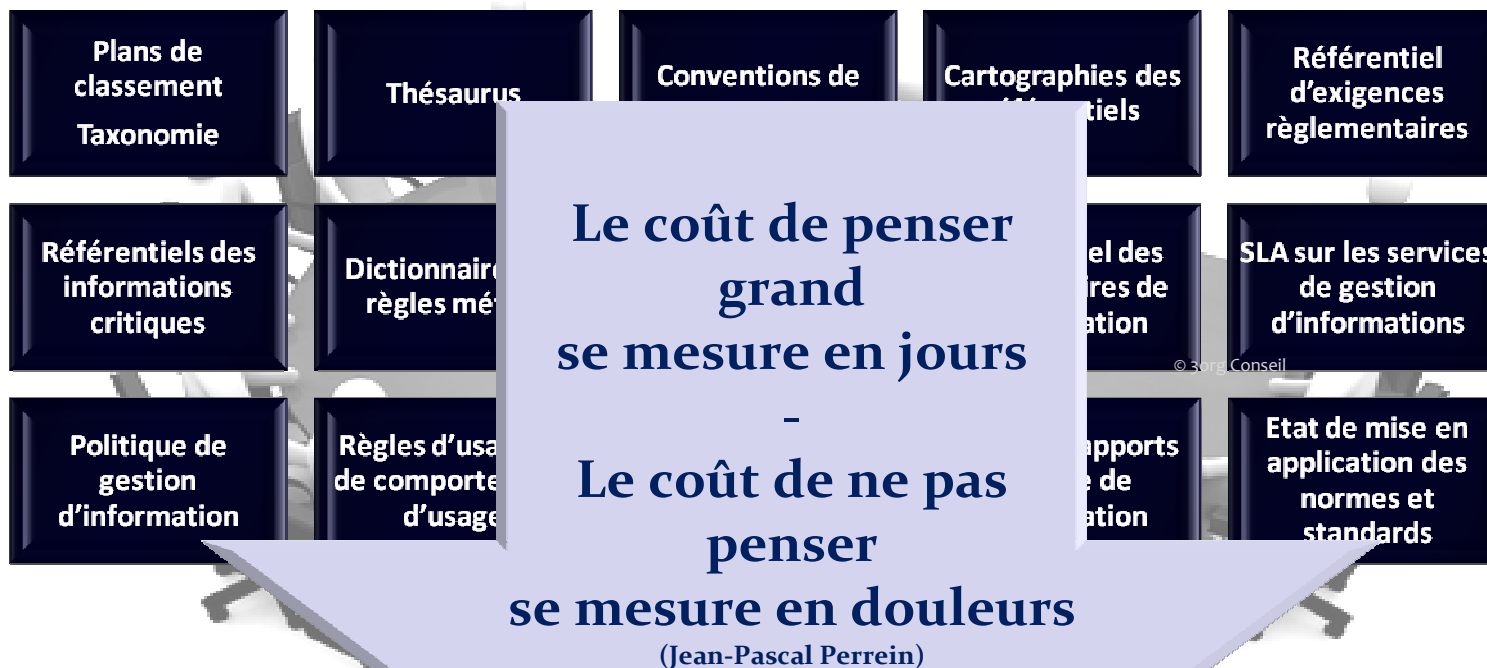 Plans de
classement
Taxonomie
Thésaurus
Conventions de
Cartographies des
tiels
Référentiel
d'exigences
règlementaires
Référentiels des
informations
critiques
Dictionnaire
règles mé
el des
ires de
ation
SLA sur les services
de gestion
d'informations
© 3org Conseil
Politique de
gestion
d'information
Règles d'usa
de comporte
d'usage
apports
e de
ation
Etat de mise en
application des
normes et
standards
Le coût de penser
grand
se mesure en jours
-
Le coût de ne pas
penser
se mesure en douleurs
(Jean-Pascal Perrein)